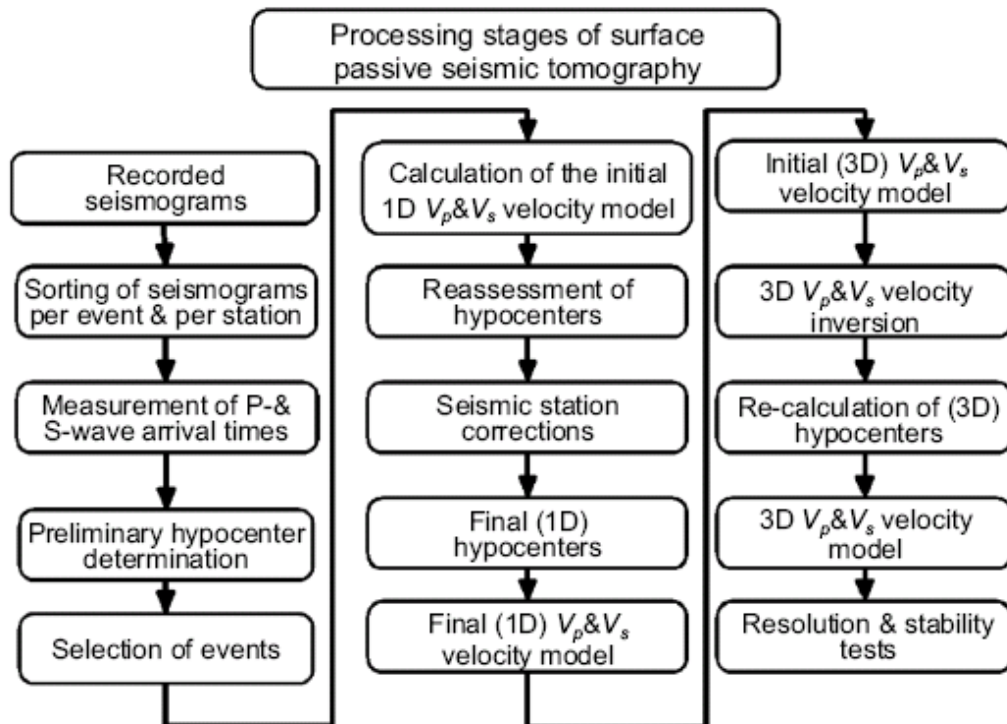 Processing stages of surface
passive seismic tomography
Recorded
seismograms
Sorting of seismograms
per event & per station
Measurement of P-&
S-wave arrival times
Preliminary hypocenter
determination
Selection of events
Calculation of the initial
1D Vp&Vs velocity model
Reassessment of
hypocenters
Seismic station
corrections
Final (1D)
hypocenters
Final (1D) Vp&Vs
velocity model
Initial (3D) Vp&Vs
velocity model
3D Vp&Vs velocity
inversion
Re-calculation of (3D)
hypocenters
3D Vp&Vs velocity
model
Resolution & stability
tests